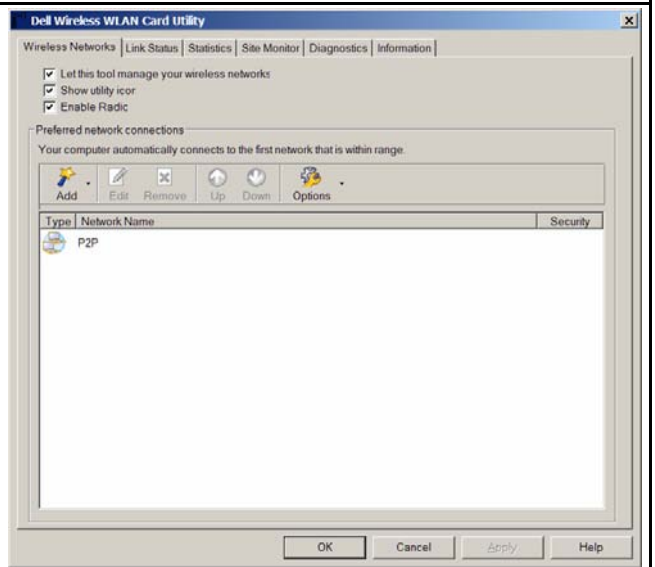 Dell Wireless WLAN Card Utility
Wireless Networks Link Status Statistics Site Monitor Diagnostics Information
Let this tool manage your wireless networks
Show utility icor
Enable Radic
Preferred network connections
Your computer automatically connects to the first network that is within range.
Add Edit Remove Up Down Options
Type Network Name Security
P2P
OK Cancel Apply Help